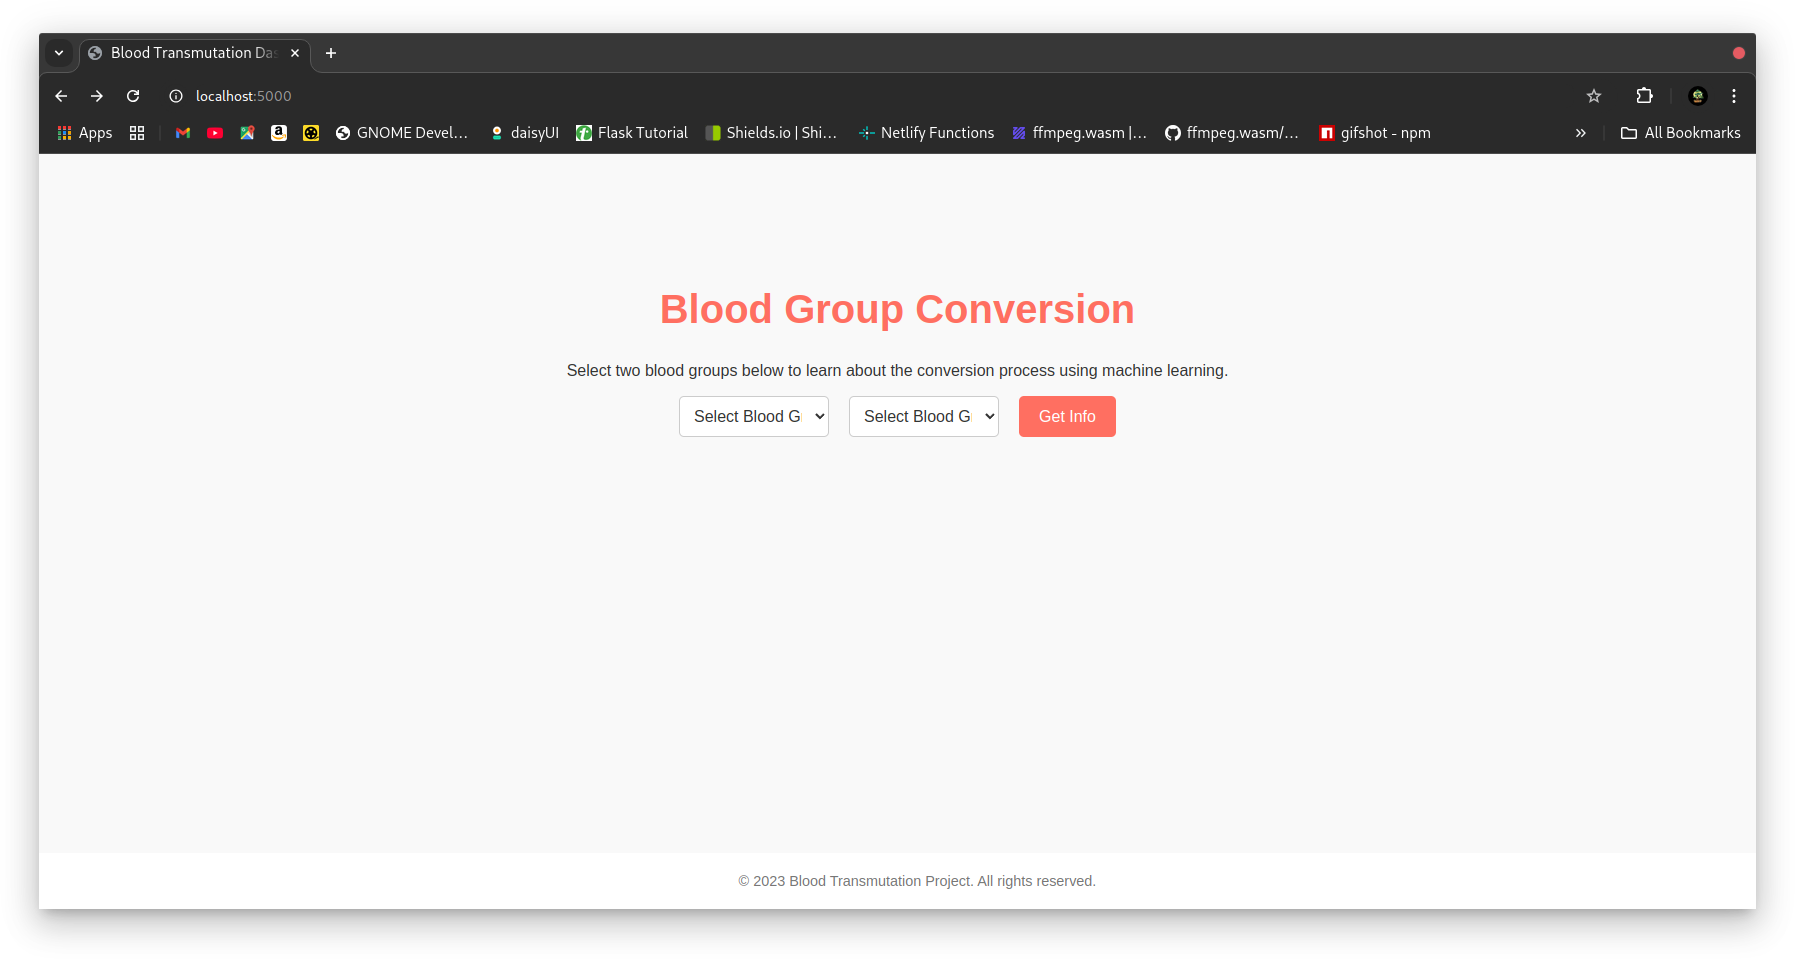 Blood Transmutation Da
localhost:5000
Apps
GNOME Devel…
daisyUI
Flask Tutorial
Shields.io | Shi…
Netlify Functions
ffmpeg.wasm |…
ffmpeg.wasm/…
gifshot - npm
All Bookmarks
Blood Group Conversion
Select two blood groups below to learn about the conversion process using machine learning.
Select Blood G
Select Blood G
Get Info
© 2023 Blood Transmutation Project. All rights reserved.